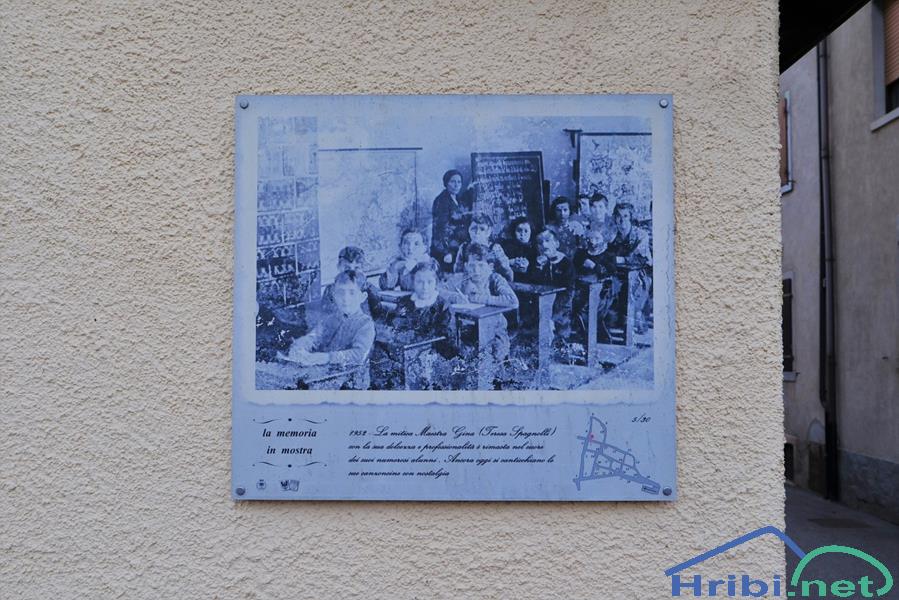 la memoria
in mostra
1952 - La mitica Maestra Gina (Teresa Spagnolli)
con la sua dolcezza e professionalità è rimasta nel cuore
dei suoi numerosi alunni. Ancora oggi si canticchiano le
sue canzoncine con nostalgia
5/30
Hribi.net